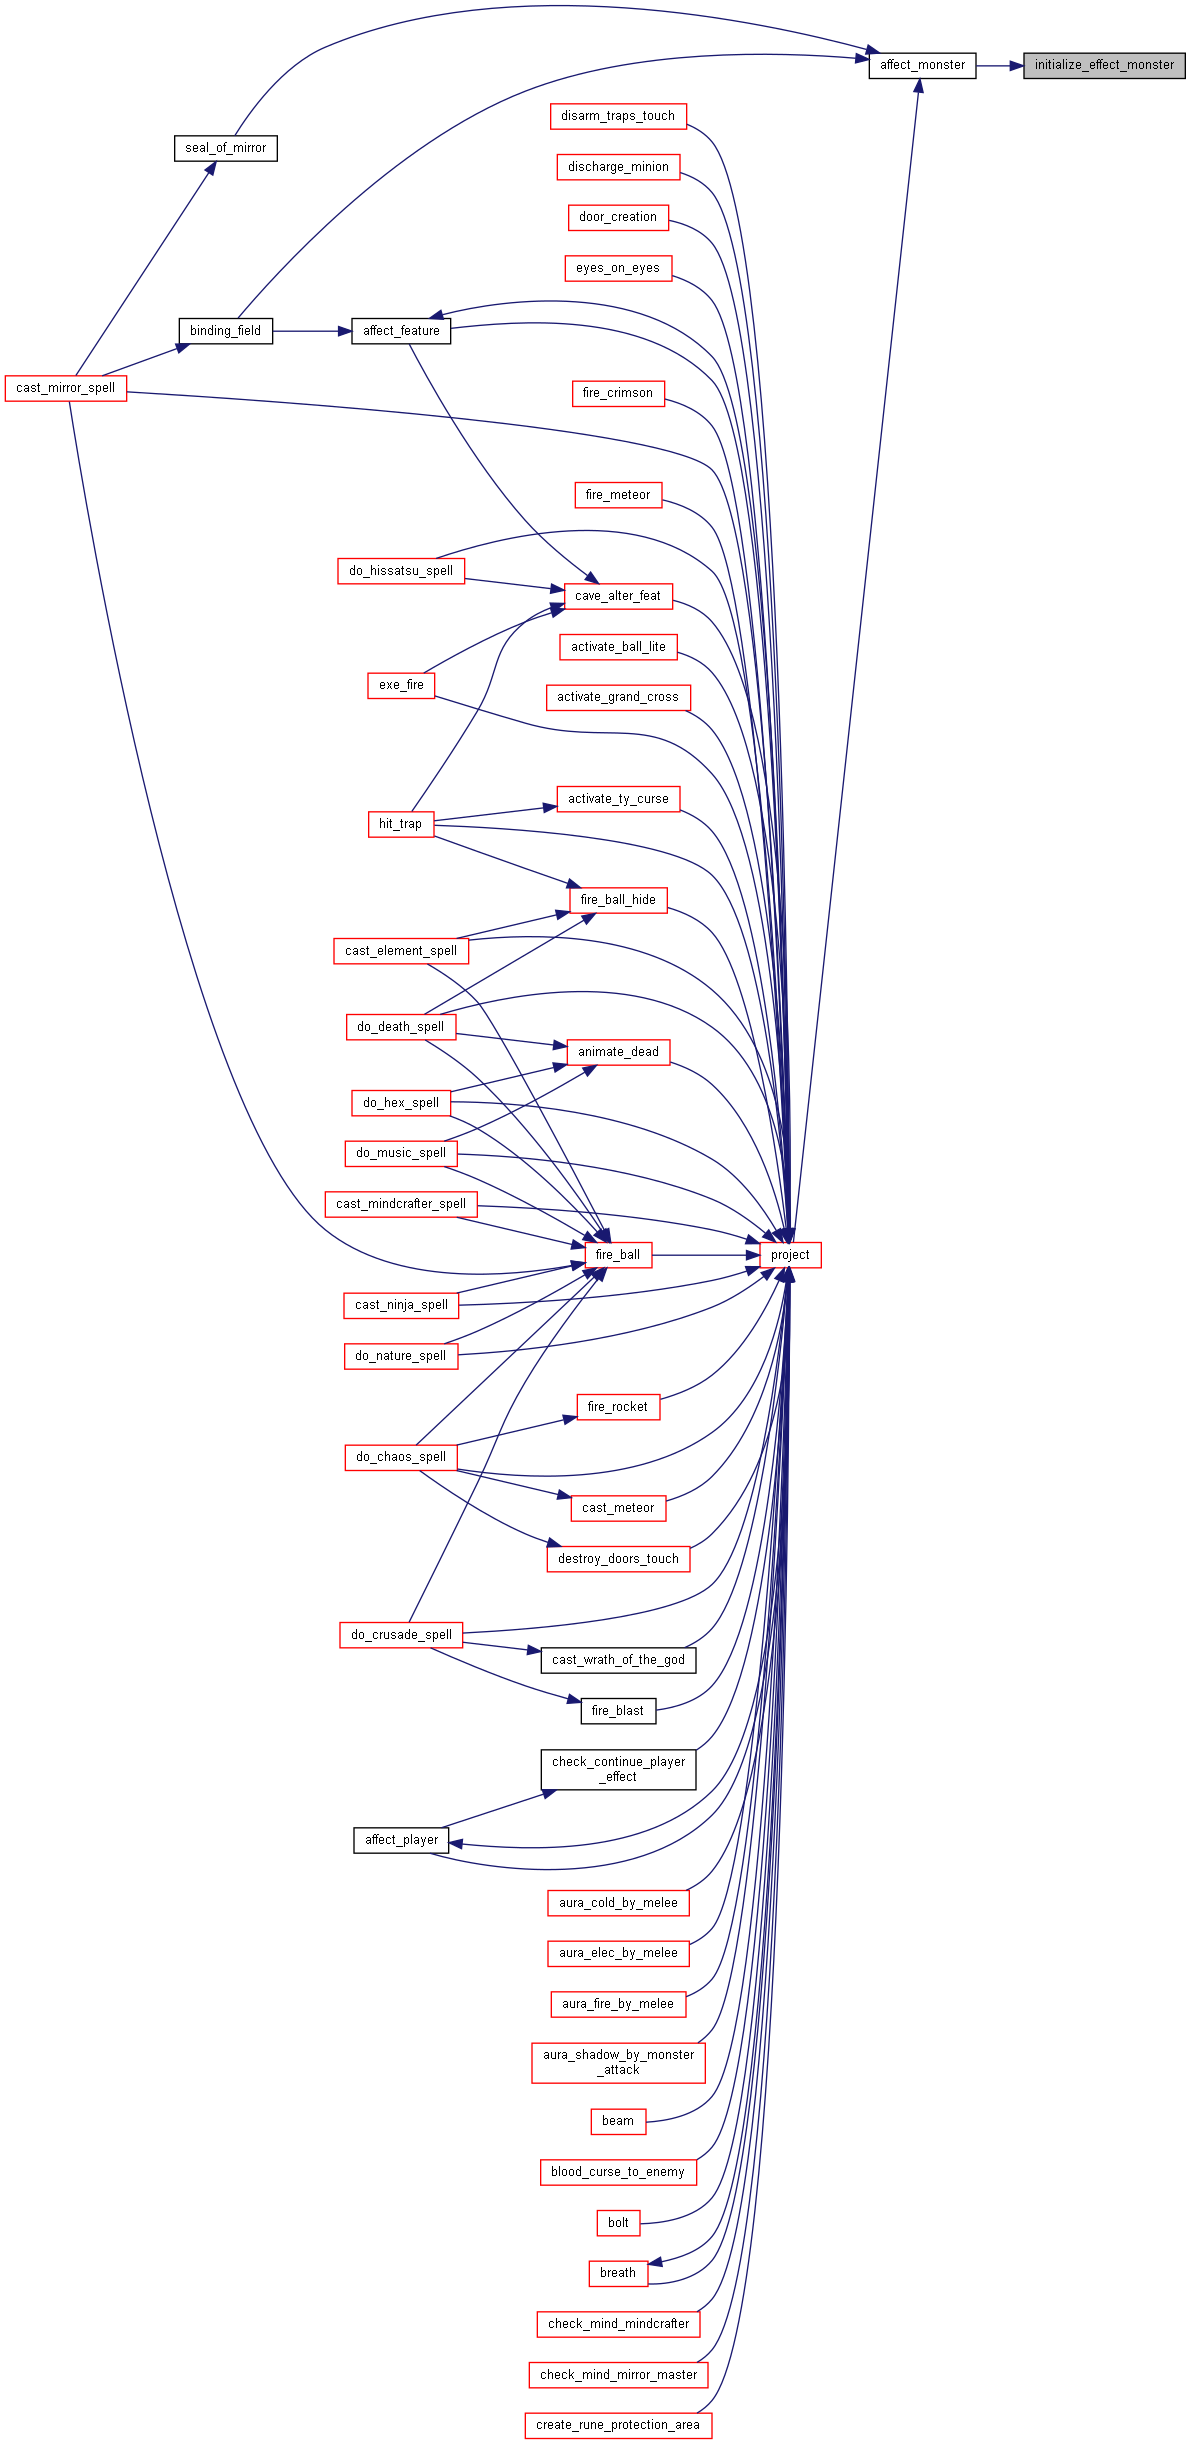 affect_monster
initialize_effect_monster
disarm_traps_touch
seal_of_mirror
discharge_minion
door_creation
eyes_on_eyes
binding_field
affect_feature
cast_mirror_spell
fire_crimson
fire_meteor
do_hissatsu_spell
cave_alter_feat
activate_ball_lite
exe_fire
activate_grand_cross
activate_ty_curse
hit_trap
fire_ball_hide
cast_element_spell
do_death_spell
animate_dead
do_hex_spell
do_music_spell
cast_mindcrafter_spell
fire_ball
project
cast_ninja_spell
do_nature_spell
fire_rocket
do_chaos_spell
cast_meteor
destroy_doors_touch
do_crusade_spell
cast_wrath_of_the_god
fire_blast
check_continue_player
_effect
affect_player
aura_cold_by_melee
aura_elec_by_melee
aura_fire_by_melee
aura_shadow_by_monster
_attack
beam
blood_curse_to_enemy
bolt
breath
check_mind_mindcrafter
check_mind_mirror_master
create_rune_protection_area